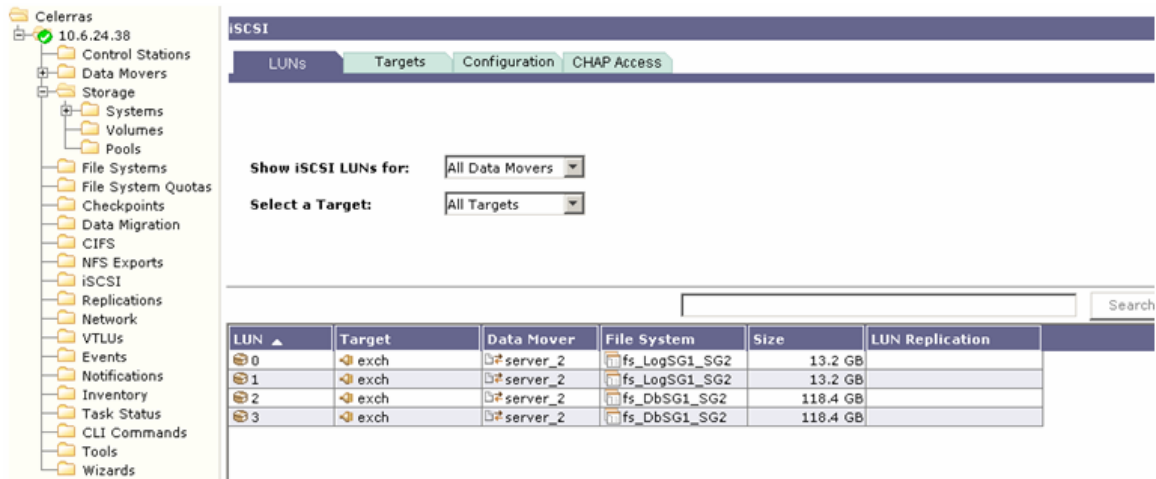 Celerras
10.6.24.38
Control Stations
Data Movers
Storage
Systems
Volumes
Pools
File Systems
File System Quotas
Checkpoints
Data Migration
CIFS
NFS Exports
iSCSI
Replications
Network
VTLUs
Events
Notifications
Inventory
Task Status
CLI Commands
Tools
Wizards
iSCSI
LUNs Targets Configuration CHAP Access
Show iSCSI LUNs for: All Data Movers
Select a Target: All Targets
Search
LUN Target Data Mover File System Size LUN Replication
0 exch server_2 fs_LogSG1_SG2 13.2 GB
1 exch server_2 fs_LogSG1_SG2 13.2 GB
2 exch server_2 fs_DbSG1_SG2 118.4 GB
3 exch server_2 fs_DbSG1_SG2 118.4 GB